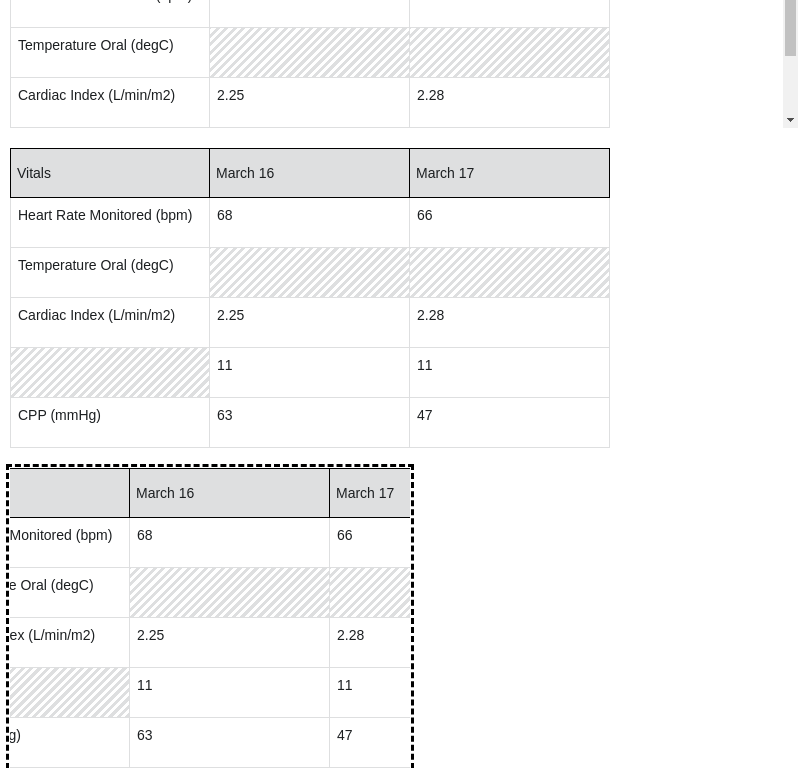 Temperature Oral (degC)
Cardiac Index (L/min/m2) 2.25 2.28
Vitals March 16 March 17
Heart Rate Monitored (bpm) 68 66
Temperature Oral (degC)
Cardiac Index (L/min/m2) 2.25 2.28
11 11
CPP (mmHg) 63 47
March 16 March 17
Monitored (bpm) 68 66
e Oral (degC)
ex (L/min/m2) 2.25 2.28
11 11
g) 63 47